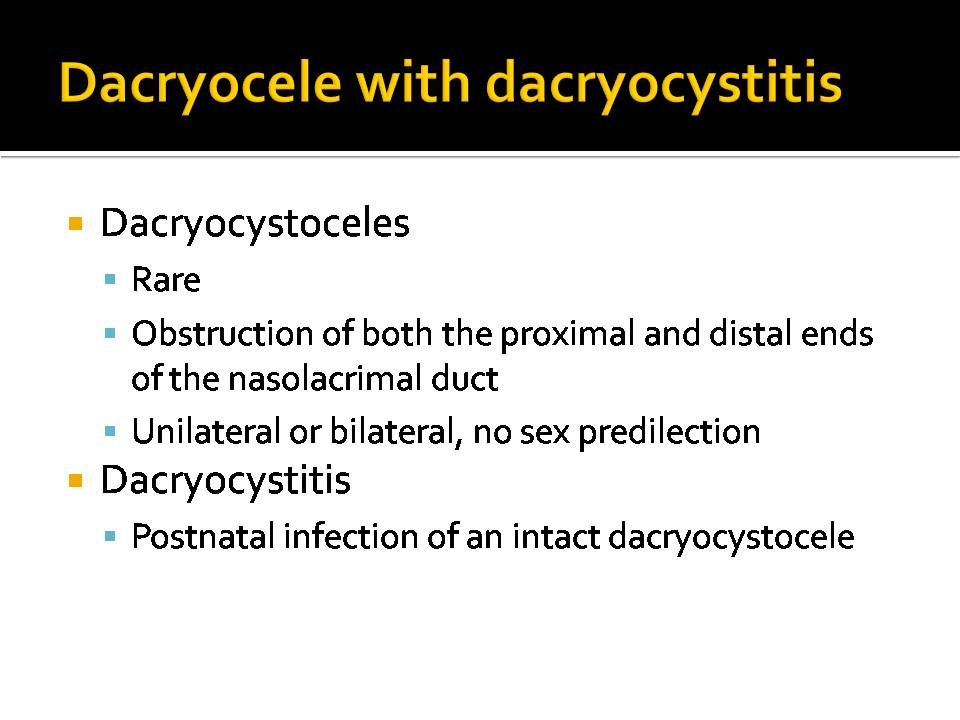 Dacryocele with dacryocystitis
Dacryocystoceles
Rare
Obstruction of both the proximal and distal ends
of the nasolacrimal duct
Unilateral or bilateral, no sex predilection
Dacryocystitis
Postnatal infection of an intact dacryocystocele